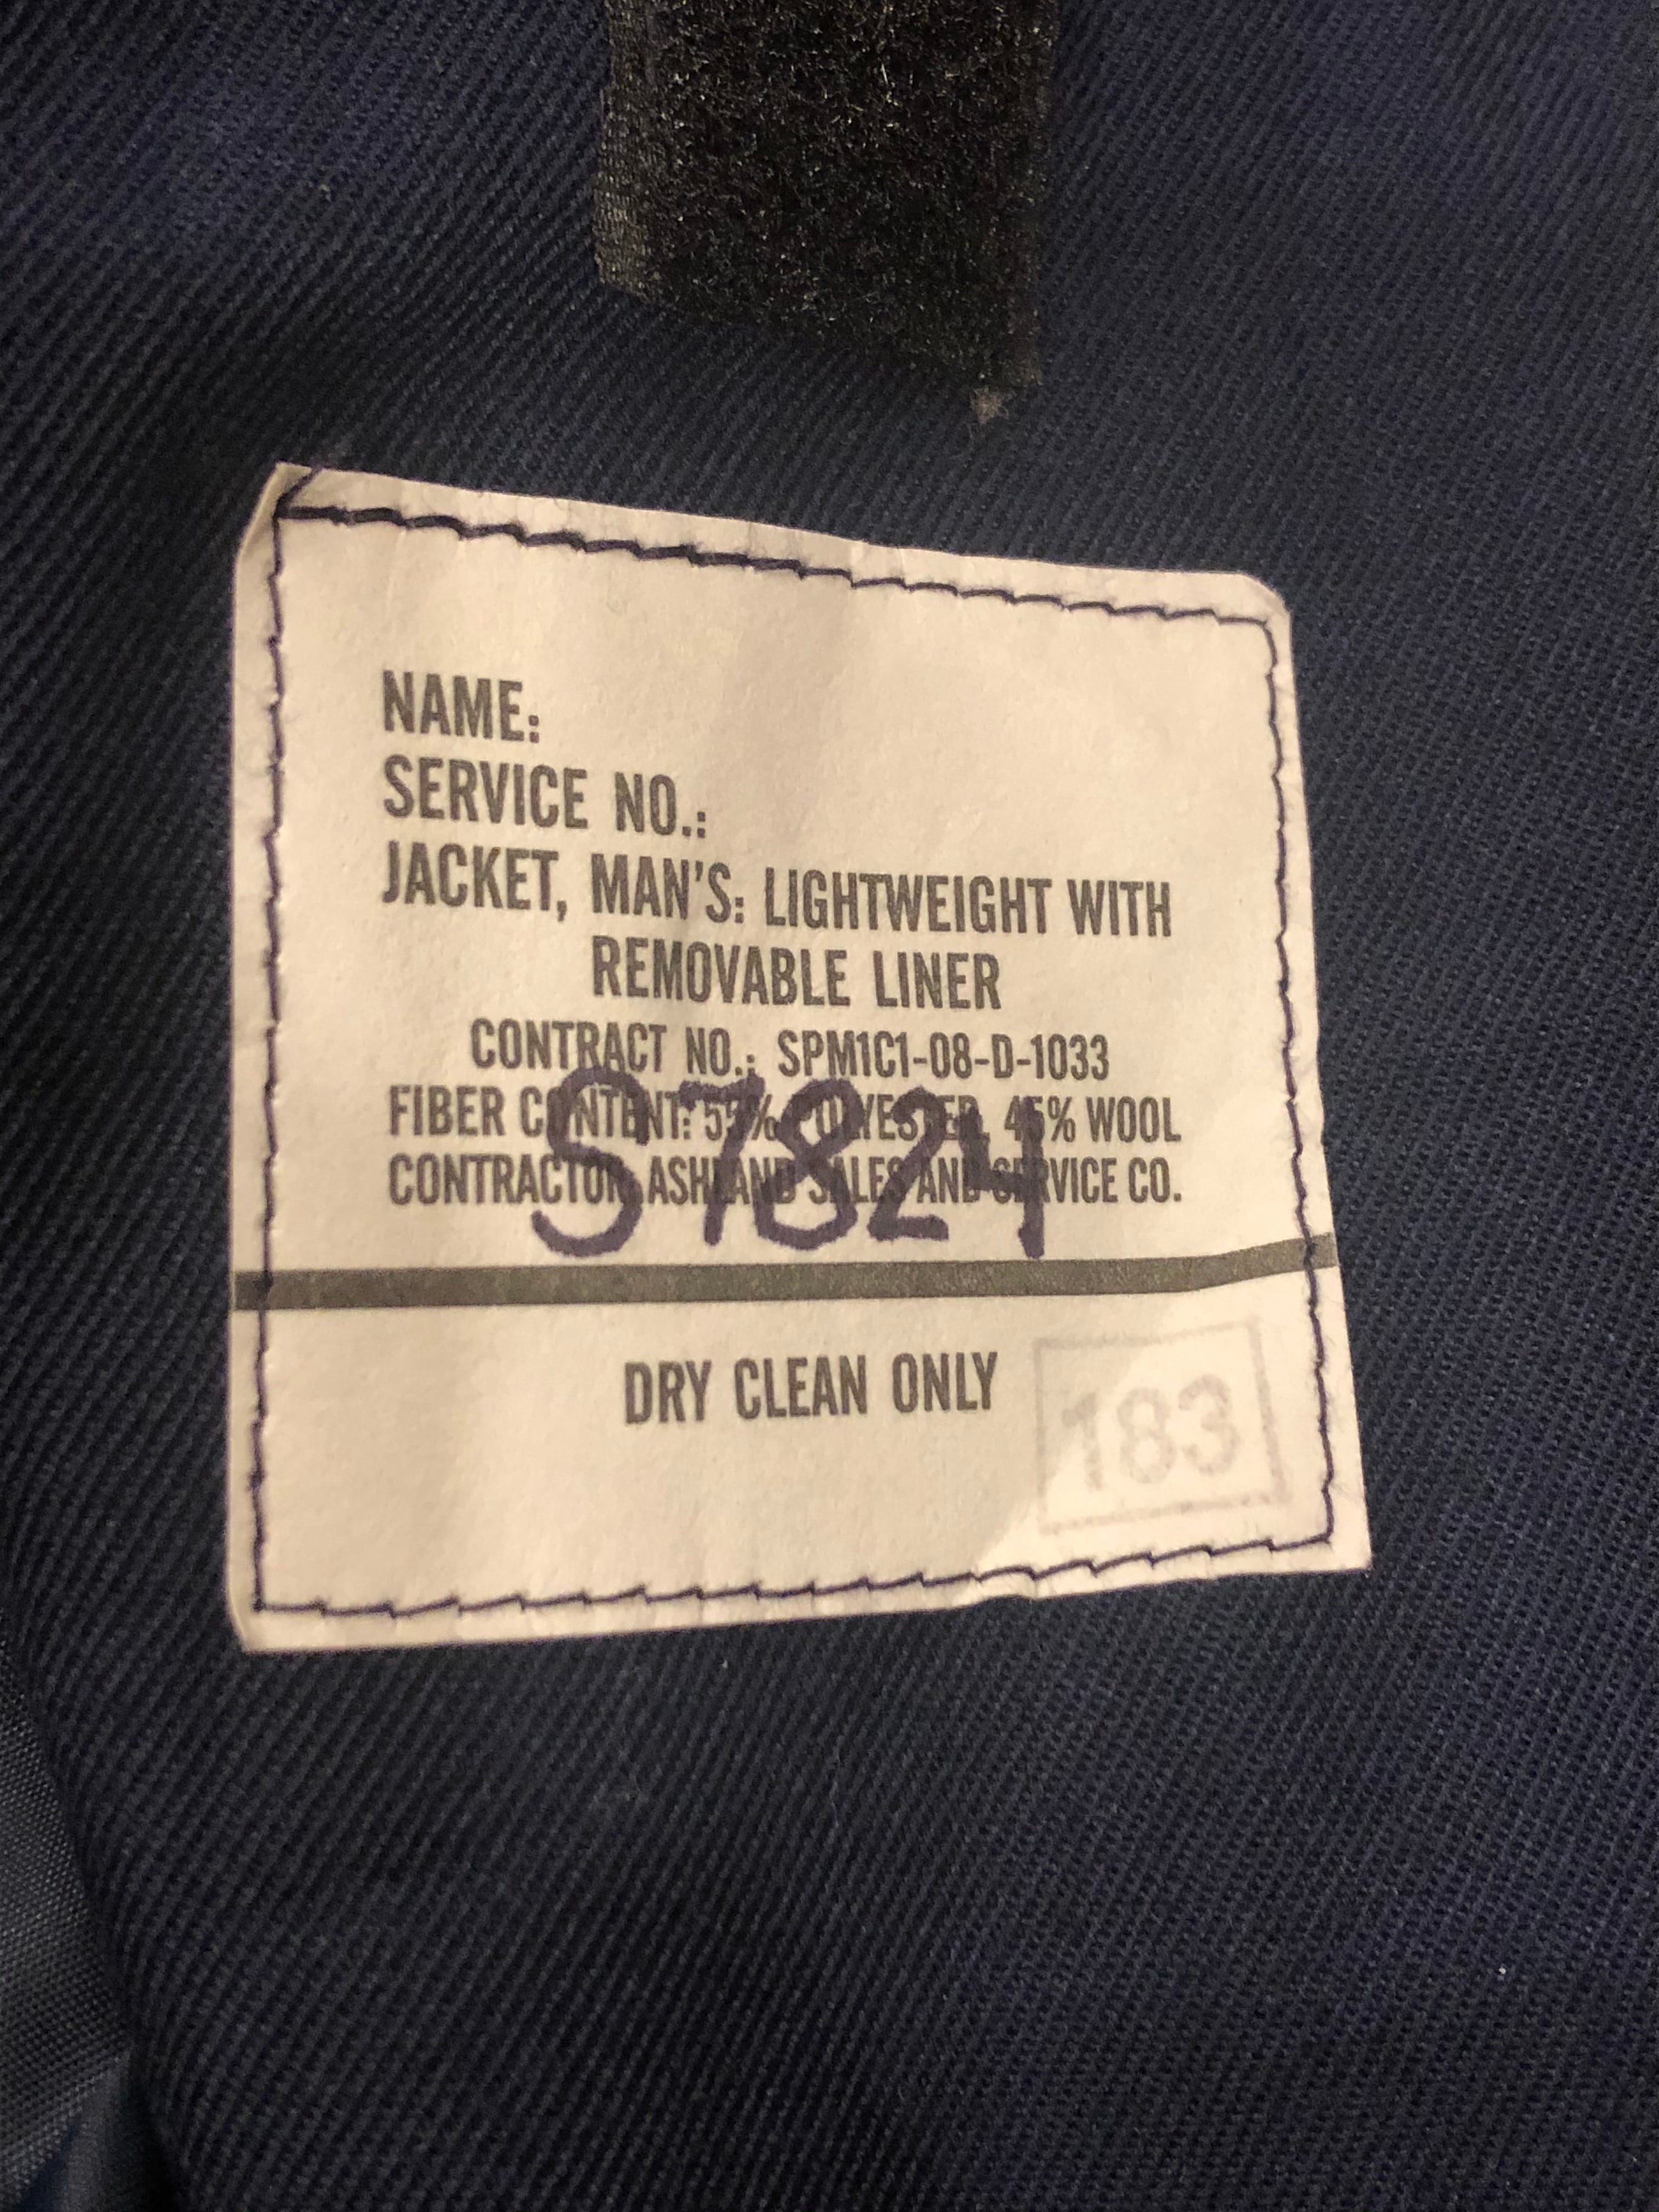 NAME:
SERVICE NO.:
JACKET, MAN'S: LIGHTWEIGHT WITH
REMOVABLE LINER
CONTRACT NO.: SPM1C1-08-D-1033
FIBER CONTENT: 55% POLYESTER, 45% WOOL
CONTRACTOR: ASHLAND SALES AND SERVICE CO.
S7824
DRY CLEAN ONLY
183